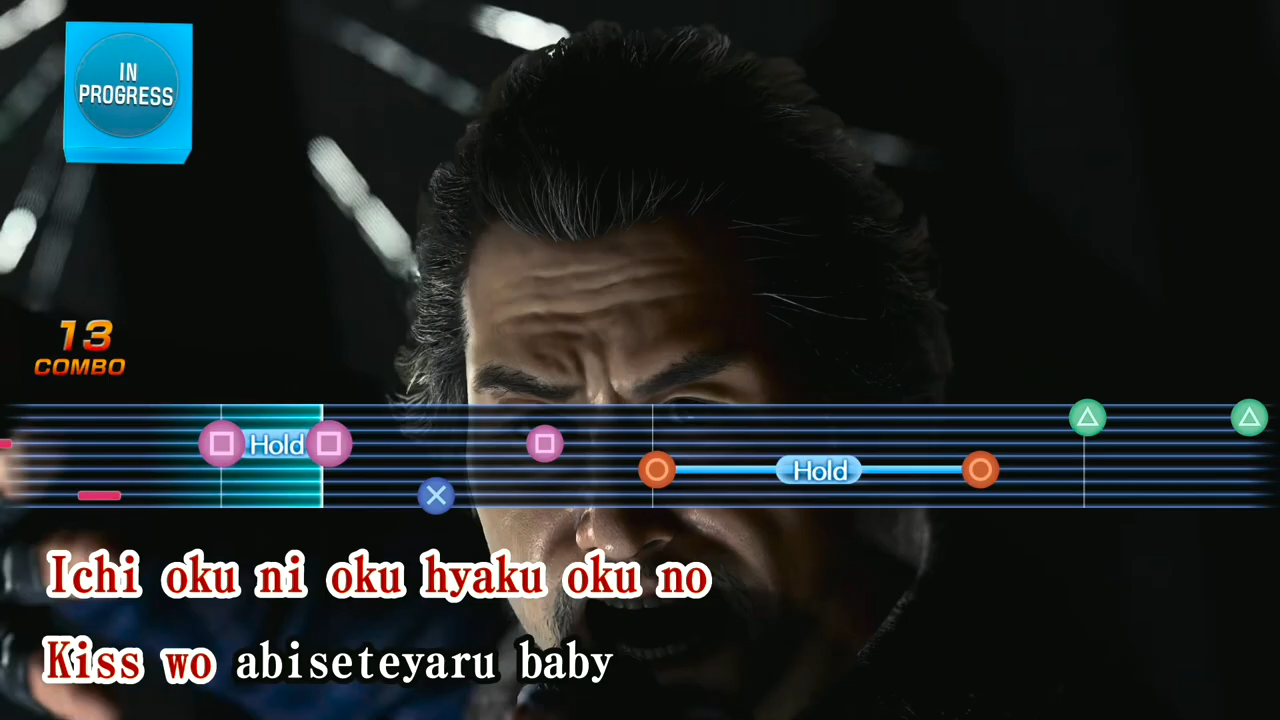 IN
PROGRESS
13
COMBO
Hold
Hold
Ichi oku ni oku hyaku oku no
Kiss wo abiseteyaru baby